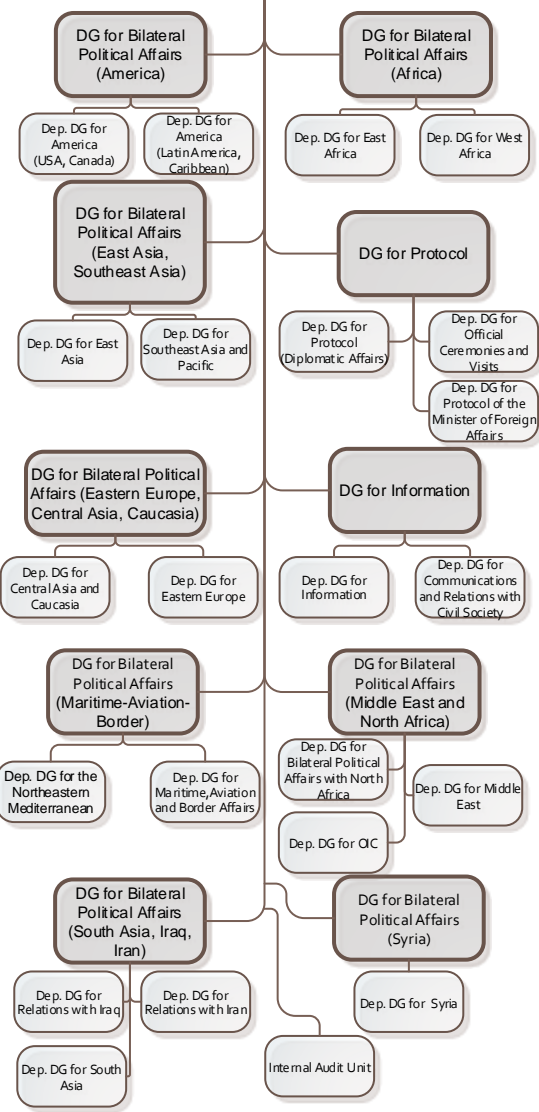 DG for Bilateral
Political Affairs
(America)
Dep. DG for
America
(USA, Canada)
Dep. DG for
America
(Latin America,
Caribbean)
DG for Bilateral
Political Affairs
(Africa)
Dep. DG for East
Africa
Dep. DG for West
Africa
DG for Bilateral
Political Affairs
(East Asia,
Southeast Asia)
Dep. DG for East
Asia
Dep. DG for
Southeast Asia and
Pacific
DG for Protocol
Dep. DG for
Protocol
(Diplomatic Affairs)
Dep. DG for
Official
Ceremonies and
Visits
Dep. DG for
Protocol of the
Minister of Foreign
Affairs
DG for Bilateral Political
Affairs (Eastern Europe,
Central Asia, Caucasia)
Dep. DG for
Central Asia and
Caucasia
Dep. DG for
Eastern Europe
DG for Information
Dep. DG for
Information
Dep. DG for
Communications
and Relations with
Civil Society
DG for Bilateral
Political Affairs
(Maritime-Aviation-
Border)
Dep. DG for the
Northeastern
Mediterranean
Dep. DG for
Maritime, Aviation
and Border Affairs
DG for Bilateral
Political Affairs
(Middle East and
North Africa)
Dep. DG for
Bilateral Political
Affairs with North
Africa
Dep. DG for Middle
East
Dep. DG for OIC
DG for Bilateral
Political Affairs
(South Asia, Iraq,
Iran)
Dep. DG for
Relations with Iraq
Dep. DG for
Relations with Iran
Dep. DG for South
Asia
DG for Bilateral
Political Affairs
(Syria)
Dep. DG for Syria
Internal Audit Unit